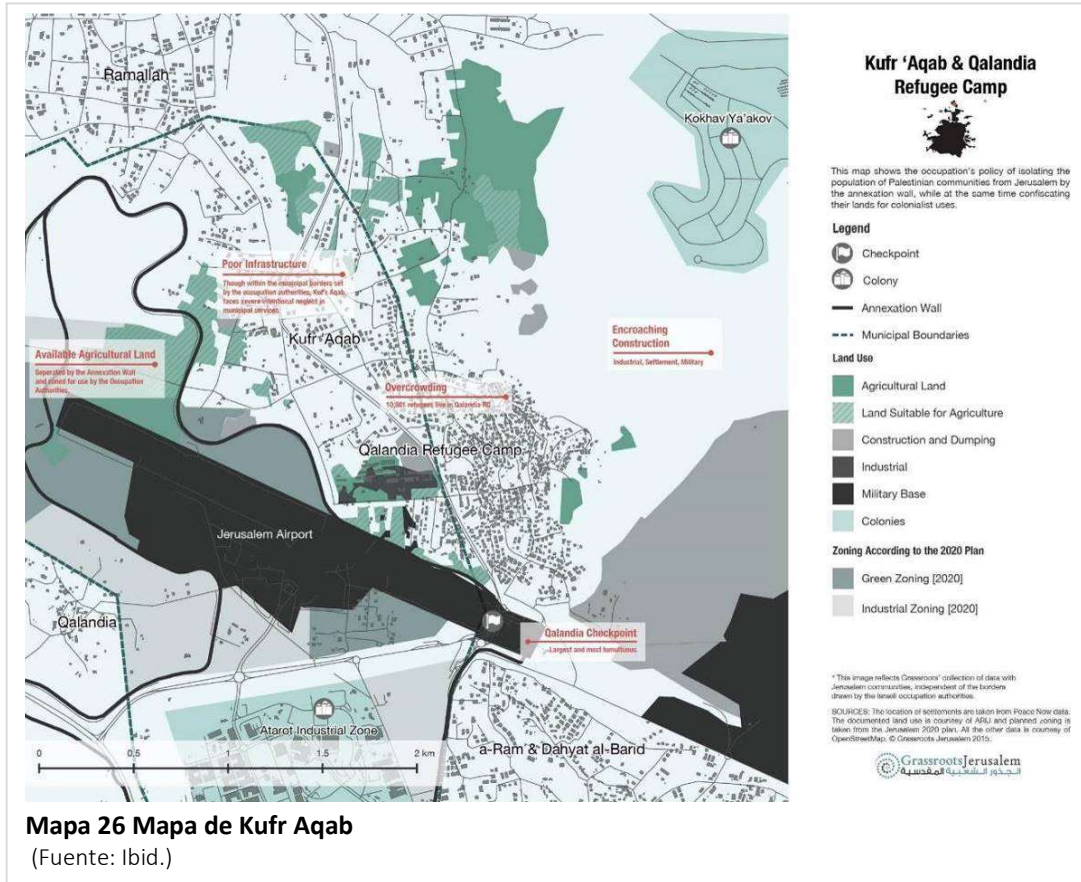 Ramallah
Kokhav Ya'akov
Poor Infrastructure
Though within the municipal borders set
by the occupation authorities, Kufr Aqab
faces severe intentional neglect in
municipal services.
Kufr 'Aqab
Available Agricultural Land
Seperated by the Annexation Wall
and zoned for use by the Occupation
Authorities.
Encroaching
Construction
Industrial, Settlement, Military
Overcrowding
10,981 refugees live in Qalandia RC
Qalandia Refugee Camp
Jerusalem Airport
Qalandia
Qalandia Checkpoint
Largest and most tumultuous
Atarot Industrial Zone
a-Ram & Dahyat al-Barid
0 0.5 1 1.5 2 km
Kufr 'Aqab & Qalandia
Refugee Camp
This map shows the occupation's policy of isolating the
population of Palestinian communities from Jerusalem by
the annexation wall, while at the same time confiscating
their lands for colonialist uses.
Legend
Checkpoint
Colony
Annexation Wall
Municipal Boundaries
Land Use
Agricultural Land
Land Suitable for Agriculture
Construction and Dumping
Industrial
Military Base
Colonies
Zoning According to the 2020 Plan
Green Zoning [2020]
Industrial Zoning [2020]
* This image reflects Grassroots' collection of data with
Jerusalem communities, independent of the borders
drawn by the Israeli occupation authorities.
SOURCES: The location of settlements are taken from Peace Now data.
The documented land use is courtesy of ARIJ and planned zoning is
taken from the Jerusalem 2020 plan. All the other data is courtesy of
OpenStreetMap. © Grassroots Jerusalem 2015.
GrassrootsJerusalem
الجذور الشعبية المقدسية
Mapa 26 Mapa de Kufr Aqab
(Fuente: Ibid.)